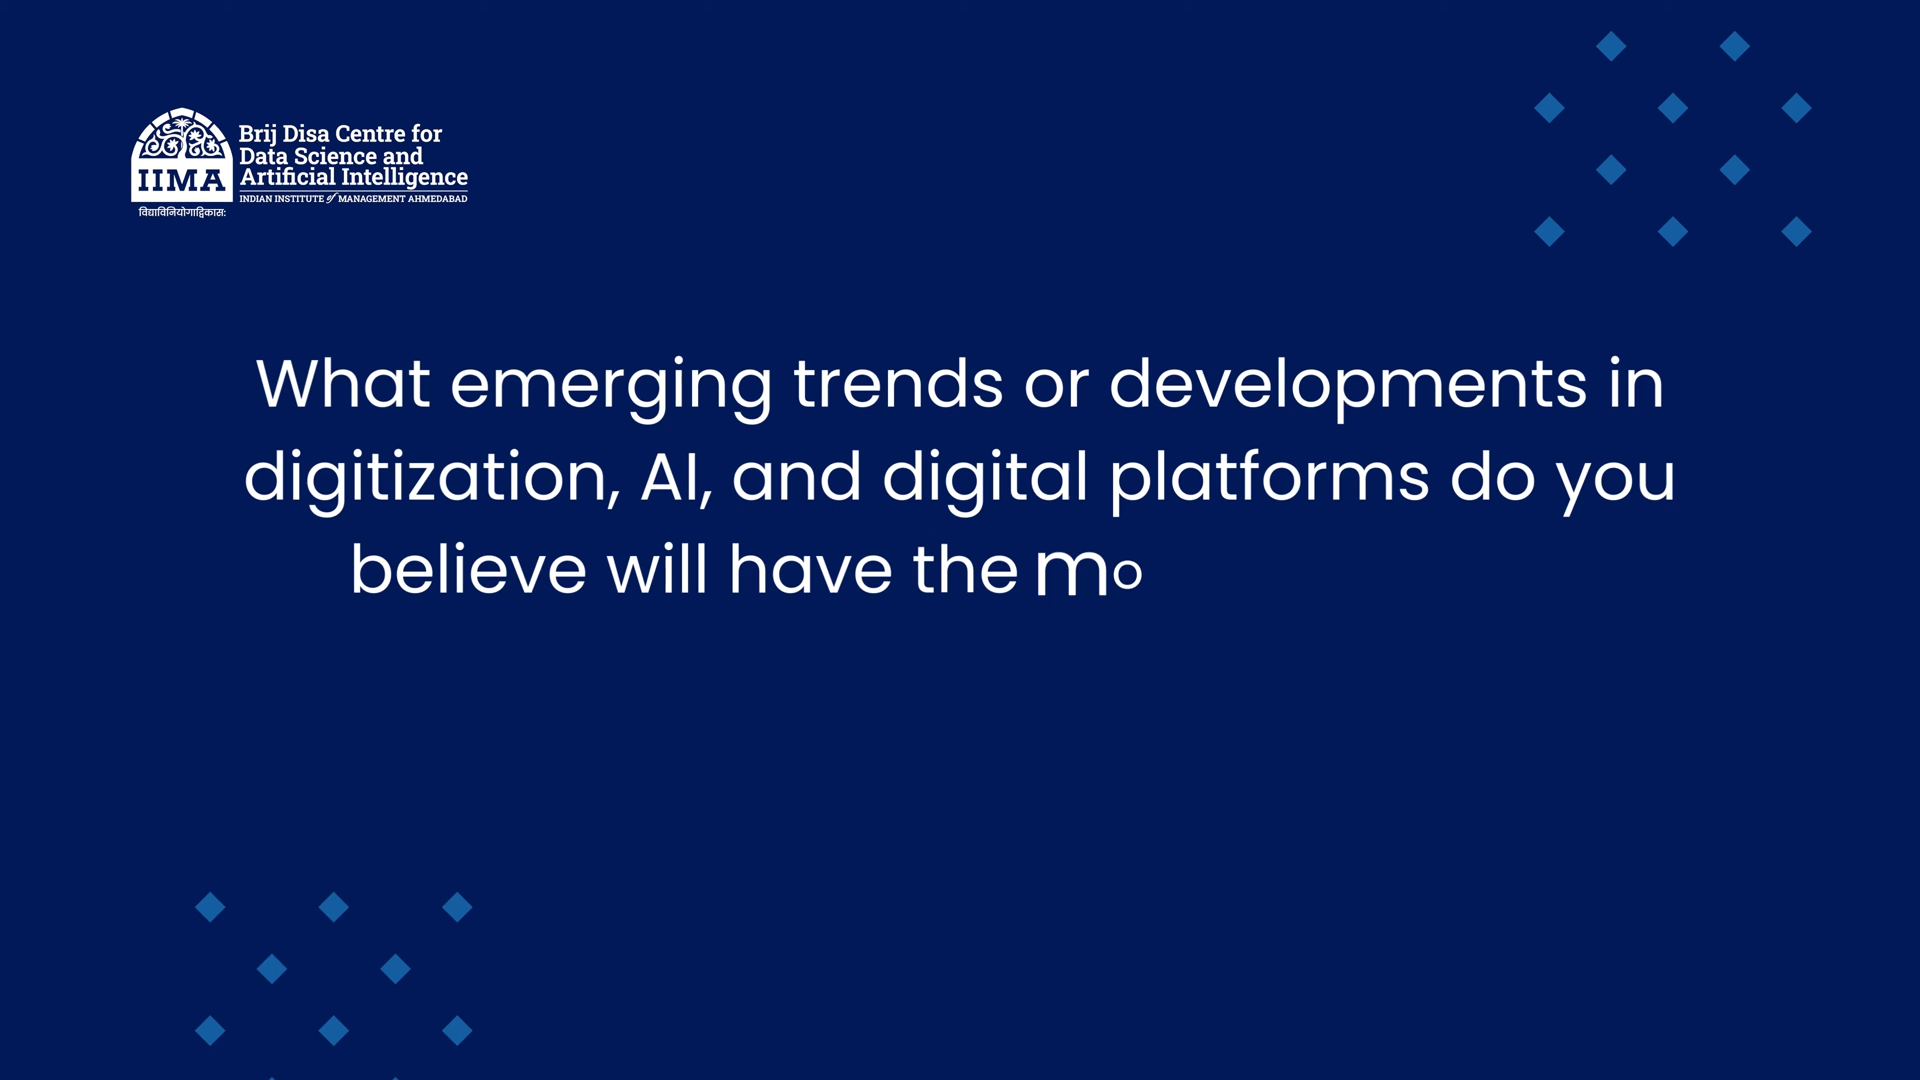 Brij Disa Centre for
Data Science and
Artificial Intelligence
IIMA
INDIAN INSTITUTE of MANAGEMENT AHMEDABAD
विद्याविनियोगाद्विकास:
What emerging trends or developments in
digitization, AI, and digital platforms do you
believe will have the mo